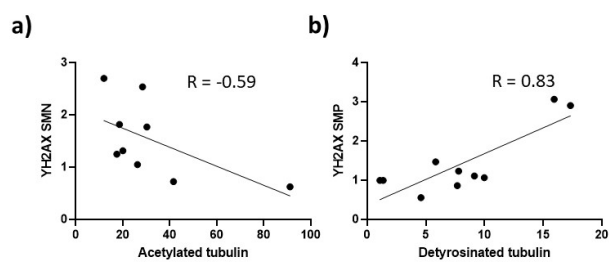 a)
R = -0.59
YH2AX SMN
3
2
1
0
0 20 40 60 80 100
Acetylated tubulin
b)
R = 0.83
YH2AX SMP
4
3
2
1
0
0 5 10 15 20
Detyrosinated tubulin